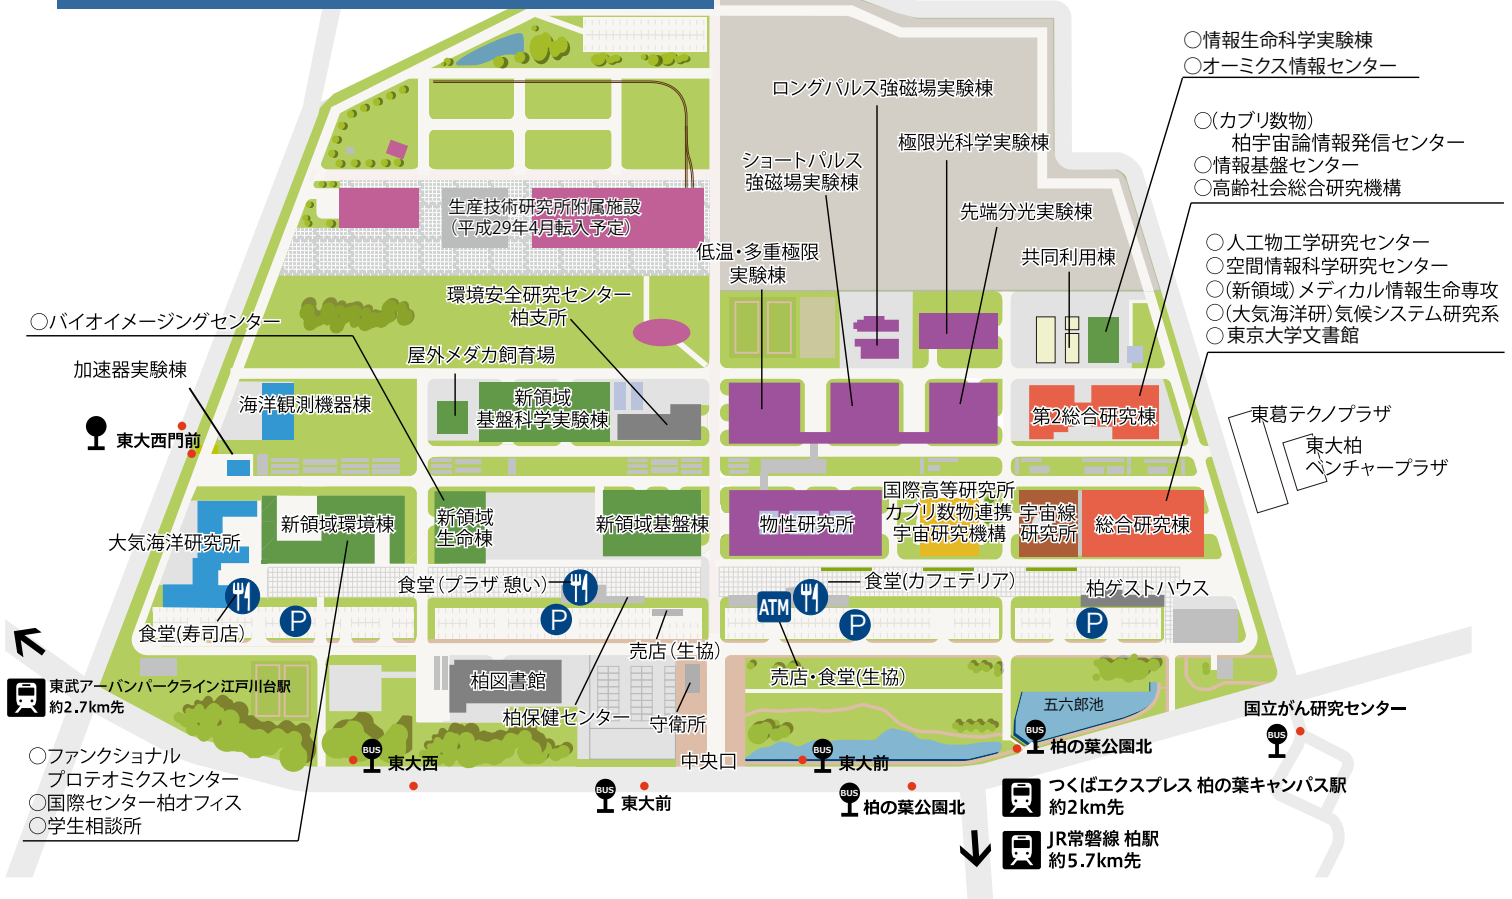 ○情報生命科学実験棟
○オーミクス情報センター
ロングパルス強磁場実験棟
○(カブリ数物)
柏宇宙論情報発信センター
○情報基盤センター
○高齢社会総合研究機構
極限光科学実験棟
ショートパルス
強磁場実験棟
生産技術研究所附属施設
(平成29年4月転入予定)
先端分光実験棟
低温・多重極限
実験棟
共同利用棟
○人工物工学研究センター
○空間情報科学研究センター
○(新領域)メディカル情報生命専攻
○(大気海洋研)気候システム研究系
○東京大学文書館
環境安全研究センター
柏支所
○バイオイメージングセンター
屋外メダカ飼育場
加速器実験棟
海洋観測機器棟
新領域
基盤科学実験棟
第2総合研究棟
東葛テクノプラザ
東大柏
ベンチャープラザ
東大西門前
大気海洋研究所
新領域環境棟
新領域
生命棟
新領域基盤棟
物性研究所
国際高等研究所
カブリ数物連携
宇宙研究機構
宇宙線
研究所
総合研究棟
食堂(プラザ 憩い)
食堂(カフェテリア)
柏ゲストハウス
ATM
P
P
P
P
食堂(寿司店)
売店(生協)
売店・食堂(生協)
東武アーバンパークライン 江戸川台駅
約2.7km先
柏図書館
柏保健センター
守衛所
中央口
五六郎池
国立がん研究センター
BUS
BUS
柏の葉公園北
BUS
東大西
BUS
東大前
BUS
東大前
BUS
柏の葉公園北
○ファンクショナル
プロテオミクスセンター
○国際センター柏オフィス
○学生相談所
つくばエクスプレス 柏の葉キャンパス駅
約2km先
JR常磐線 柏駅
約5.7km先